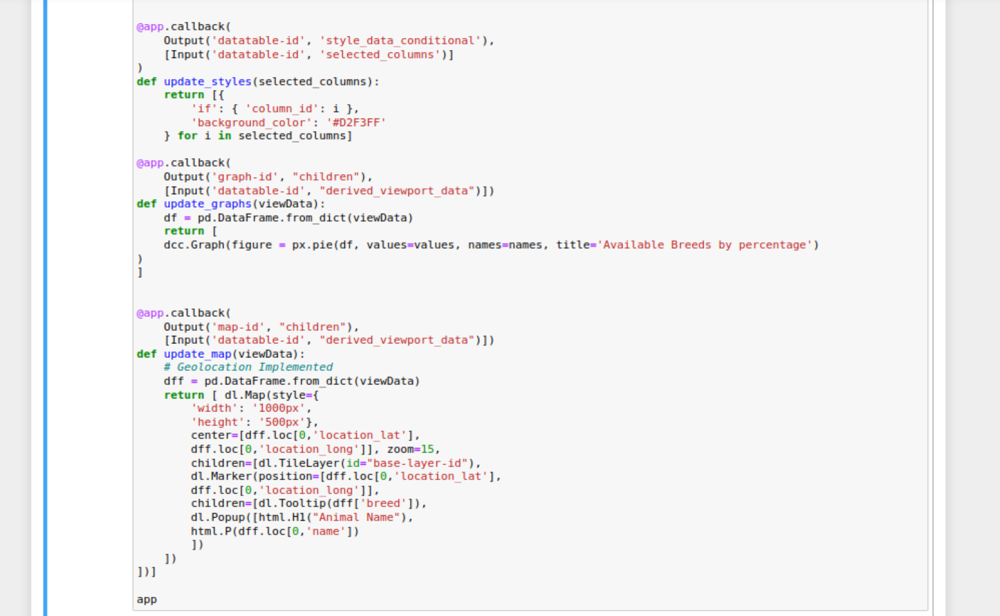 @app.callback(
    Output('datatable-id', 'style_data_conditional'),
    [Input('datatable-id', 'selected_columns')]
)
def update_styles(selected_columns):
    return [{
        'if': { 'column_id': i },
        'background_color': '#D2F3FF'
    } for i in selected_columns]

@app.callback(
    Output('graph-id', "children"),
    [Input('datatable-id', "derived_viewport_data")])
def update_graphs(viewData):
    df = pd.DataFrame.from_dict(viewData)
    return [
    dcc.Graph(figure = px.pie(df, values=values, names=names, title='Available Breeds by percentage')
)
]

@app.callback(
    Output('map-id', "children"),
    [Input('datatable-id', "derived_viewport_data")])
def update_map(viewData):
    # Geolocation Implemented
    dff = pd.DataFrame.from_dict(viewData)
    return [ dl.Map(style={
        'width': '1000px',
        'height': '500px'},
        center=[dff.loc[0,'location_lat'],
        dff.loc[0,'location_long']], zoom=15,
        children=[dl.TileLayer(id="base-layer-id"),
        dl.Marker(position=[dff.loc[0,'location_lat'],
        dff.loc[0,'location_long']],
        children=[dl.Tooltip(dff['breed']),
        dl.Popup([html.H1("Animal Name"),
        html.P(dff.loc[0,'name'])
        ])
    ])
])]

app